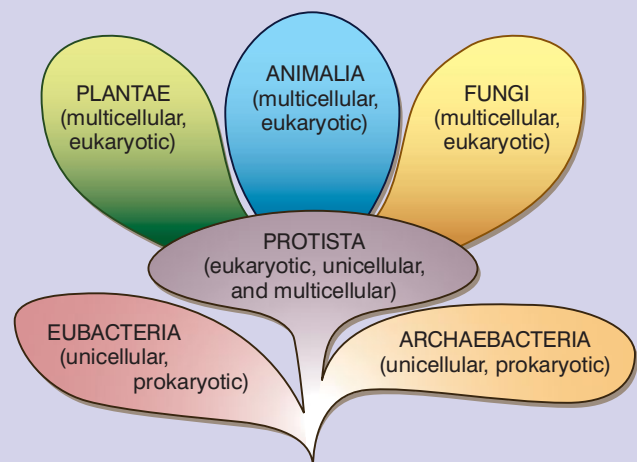 PLANTAE
(multicellular,
eukaryotic)
ANIMALIA
(multicellular,
eukaryotic)
FUNGI
(multicellular,
eukaryotic)
PROTISTA
(eukaryotic, unicellular,
and multicellular)
EUBACTERIA
(unicellular,
prokaryotic)
ARCHAEBACTERIA
(unicellular, prokaryotic)